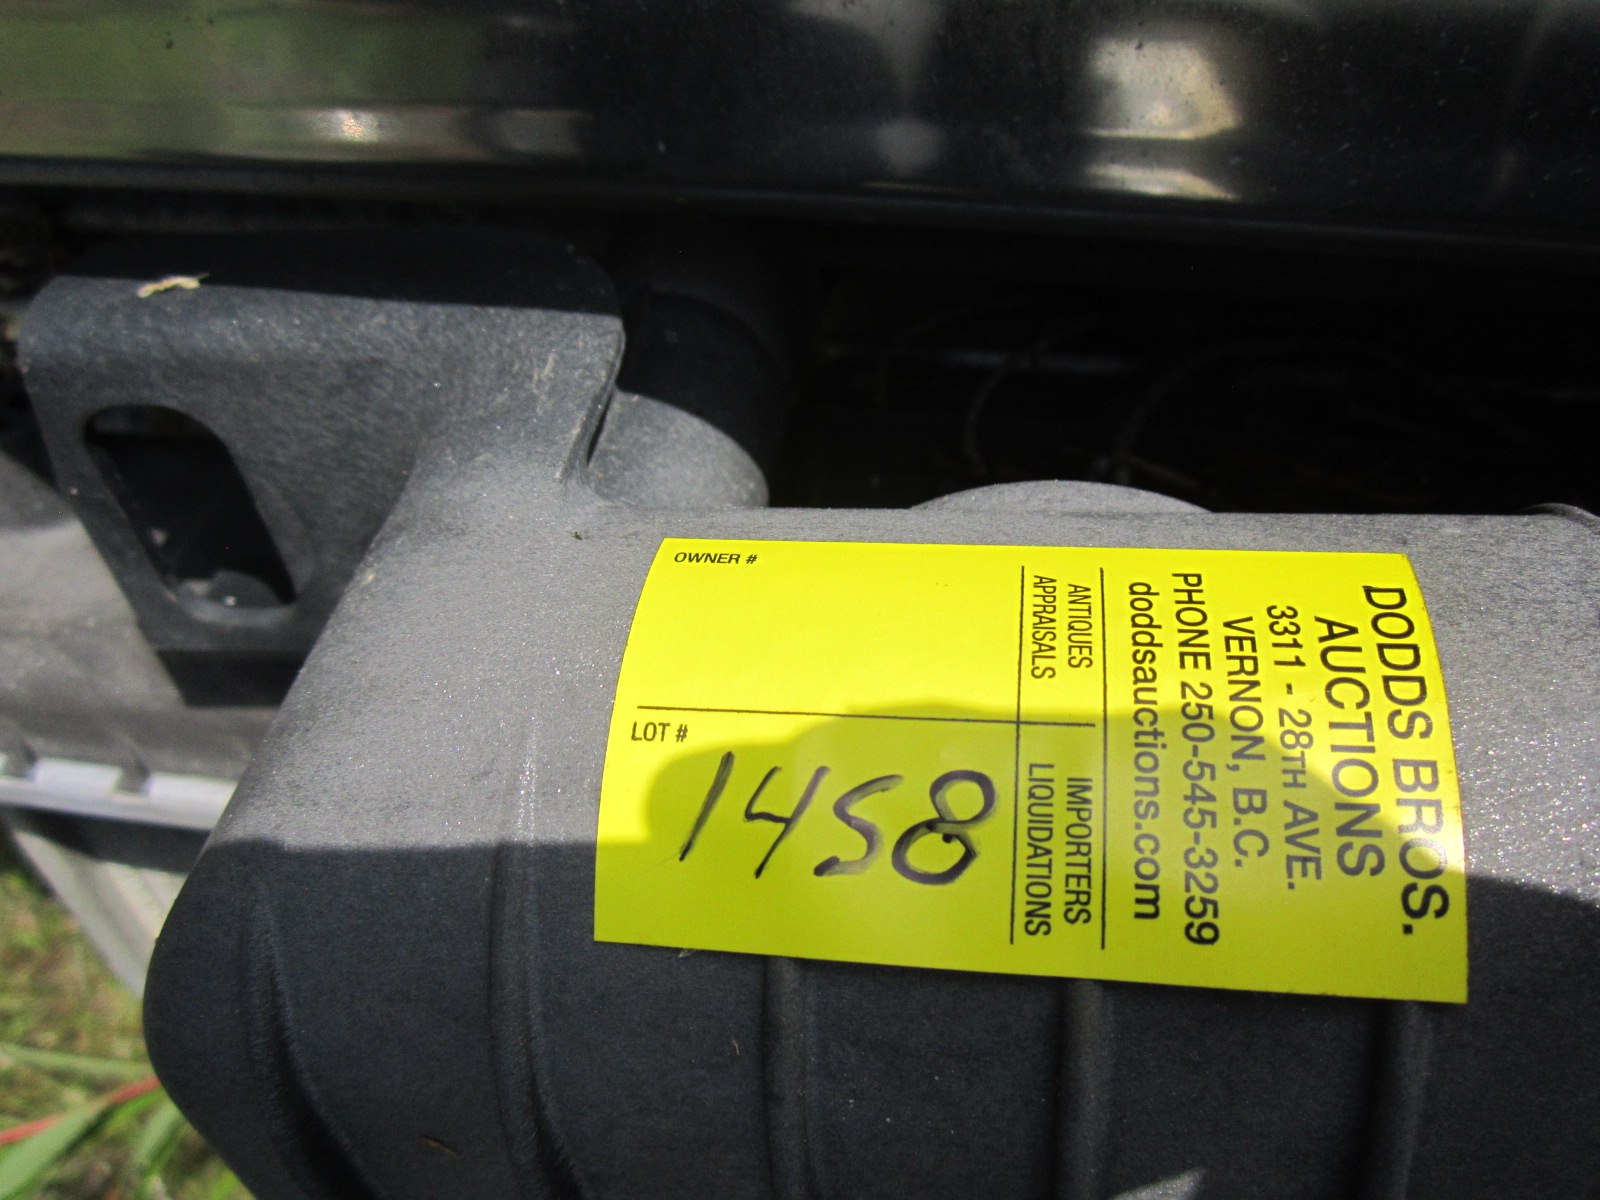 DODDS BROS.
AUCTIONS
3311 - 28TH AVE.
VERNON, B.C.
PHONE 250-545-3259
doddsauctions.com
ANTIQUES
APPRAISALS
IMPORTERS
LIQUIDATIONS
OWNER #
LOT #
1458